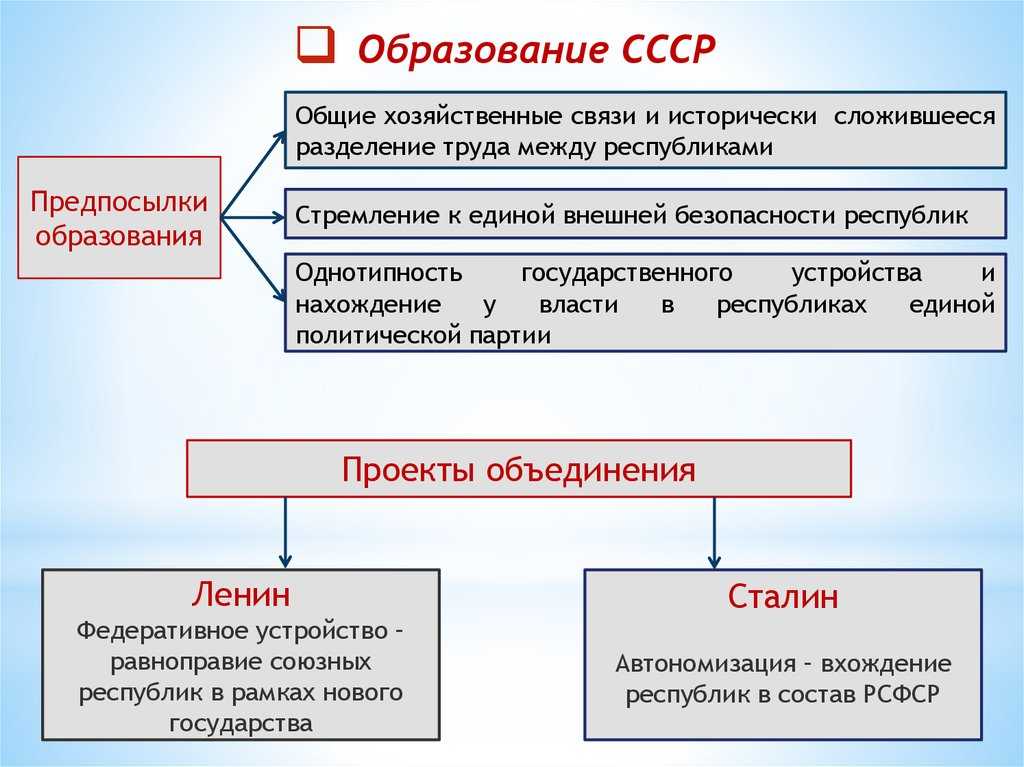 Образование СССР
Общие хозяйственные связи и исторически сложившееся
разделение труда между республиками
Предпосылки
образования
Стремление к единой внешней безопасности республик
Однотипность государственного устройства и
нахождение у власти в республиках единой
политической партии
Проекты объединения
Ленин
Федеративное устройство –
равноправие союзных
республик в рамках нового
государства
Сталин
Автономизация – вхождение
республик в состав РСФСР